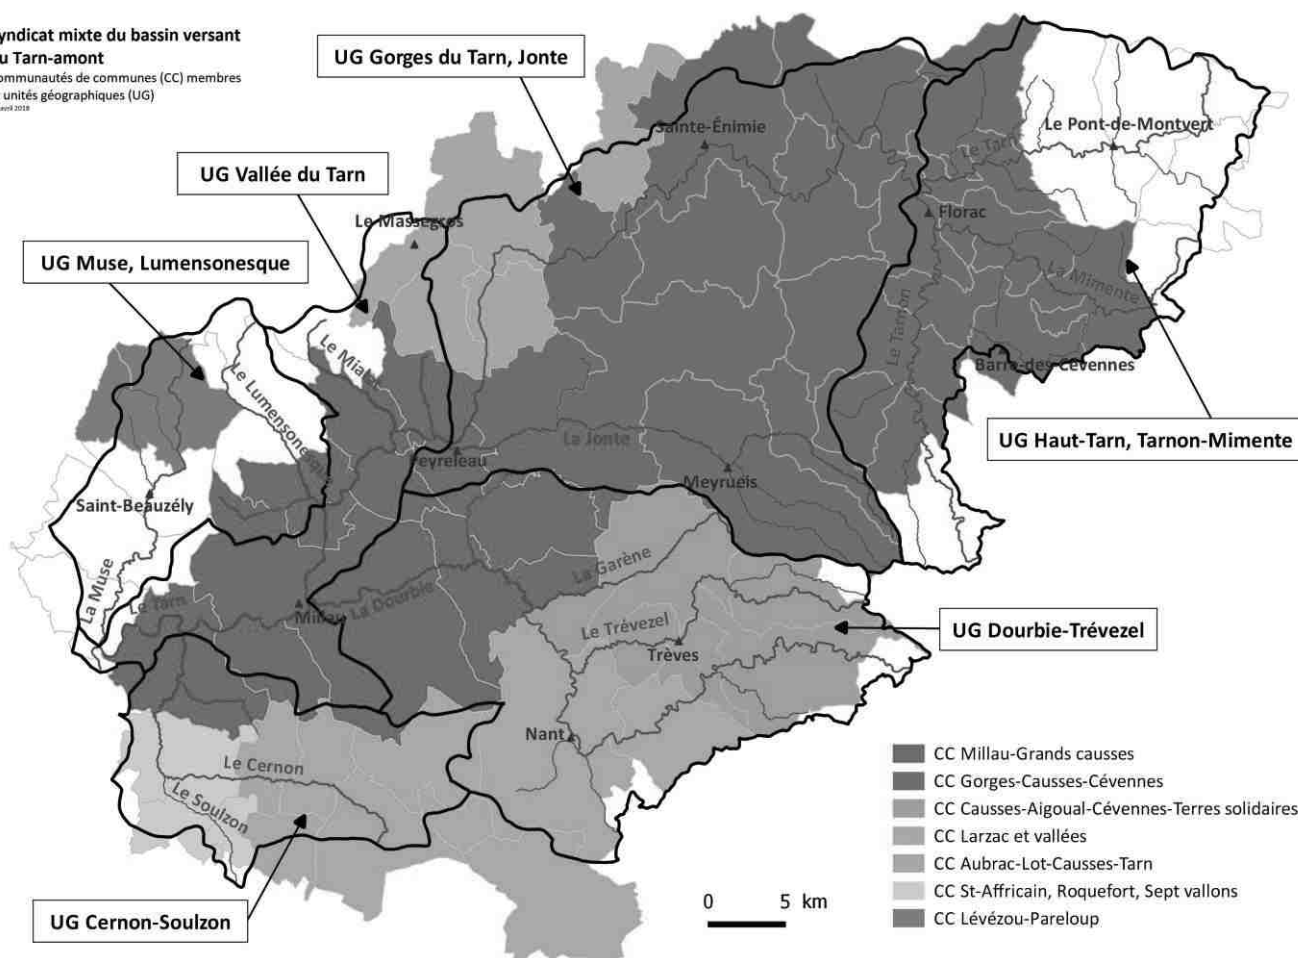 yndicat mixte du bassin versant
u Tarn-amont
ommunautés de communes (CC) membres
unités géographiques (UG)
avril 2018
UG Gorges du Tarn, Jonte
Sainte-Énimie
Le Pont-de-Montvert
Le Tarn
UG Vallée du Tarn
Le Massegros
Florac
UG Muse, Lumensonesque
La Mimente
Le Tarnon
Le Lumensonesque
Le Mialet
Barre-des-Cévennes
UG Haut-Tarn, Tarnon-Mimente
La Jonte
Peyreleau
Meyrueis
Saint-Beauzély
La Muse
La Garène
Le Tarn
Millau
La Dourbie
Le Trévezel
UG Dourbie-Trévezel
Trèves
Nant
Le Cernon
Le Soulzon
CC Millau-Grands causses
CC Gorges-Causses-Cévennes
CC Causses-Aigoual-Cévennes-Terres solidaires
CC Larzac et vallées
CC Aubrac-Lot-Causses-Tarn
CC St-Affricain, Roquefort, Sept vallons
CC Lévézou-Pareloup
0 5 km
UG Cernon-Soulzon